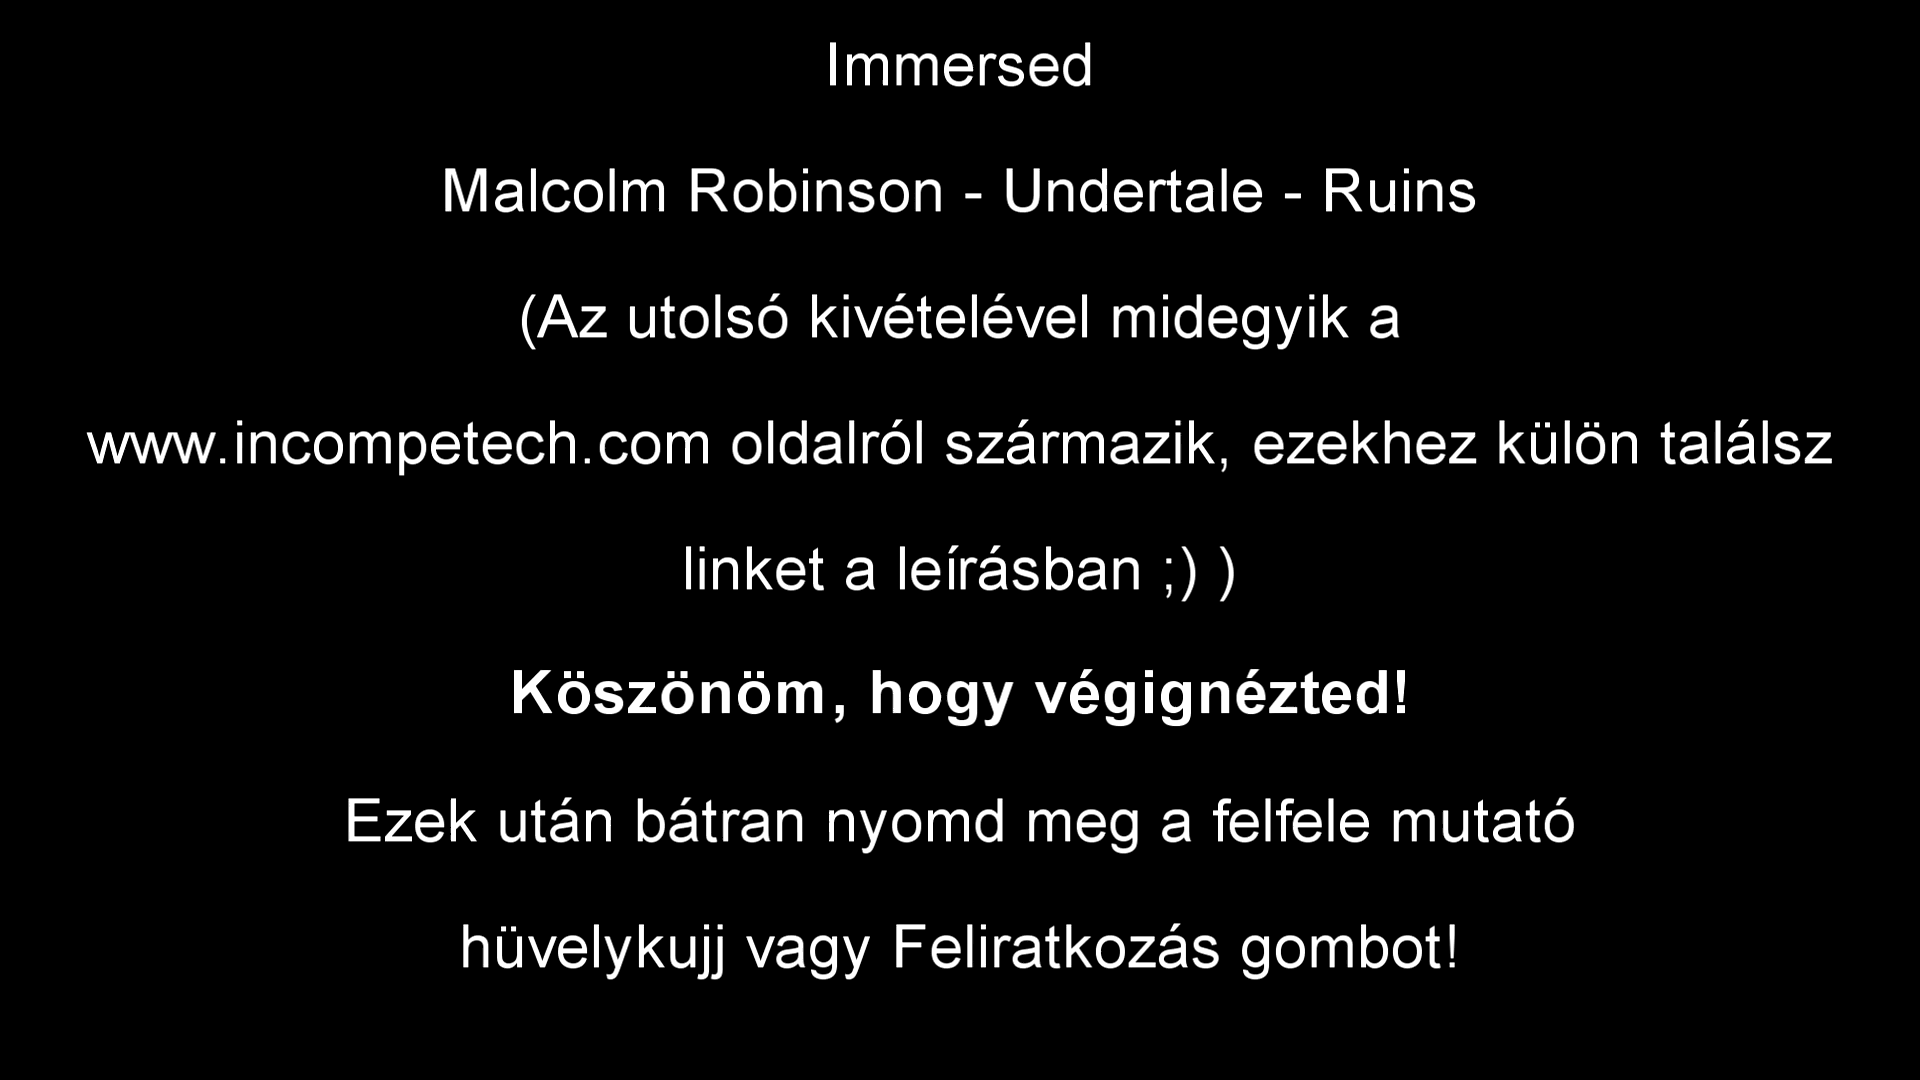 Immersed
Malcolm Robinson - Undertale - Ruins
(Az utolsó kivételével midegyik a
www.incompetech.com oldalról származik, ezekhez külön találsz
linket a leírásban ;) )
Köszönöm, hogy végignézted!
Ezek után bátran nyomd meg a felfele mutató
hüvelykujj vagy Feliratkozás gombot!